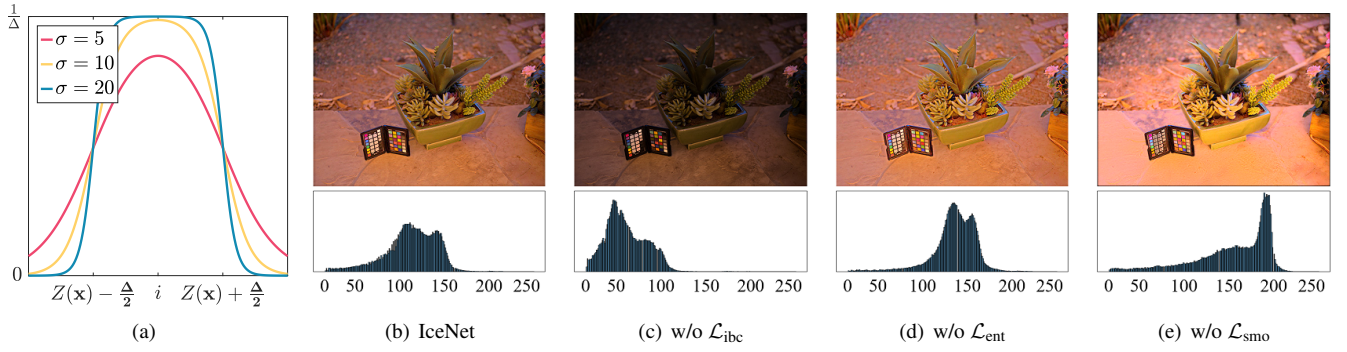 1/Δ
σ = 5
σ = 10
σ = 20
0
Z(x) − Δ/2 i Z(x) + Δ/2
0 50 100 150 200 250
0 50 100 150 200 250
0 50 100 150 200 250
0 50 100 150 200 250
(a)
(b) IceNet
(c) w/o ℒibc
(d) w/o ℒent
(e) w/o ℒsmo